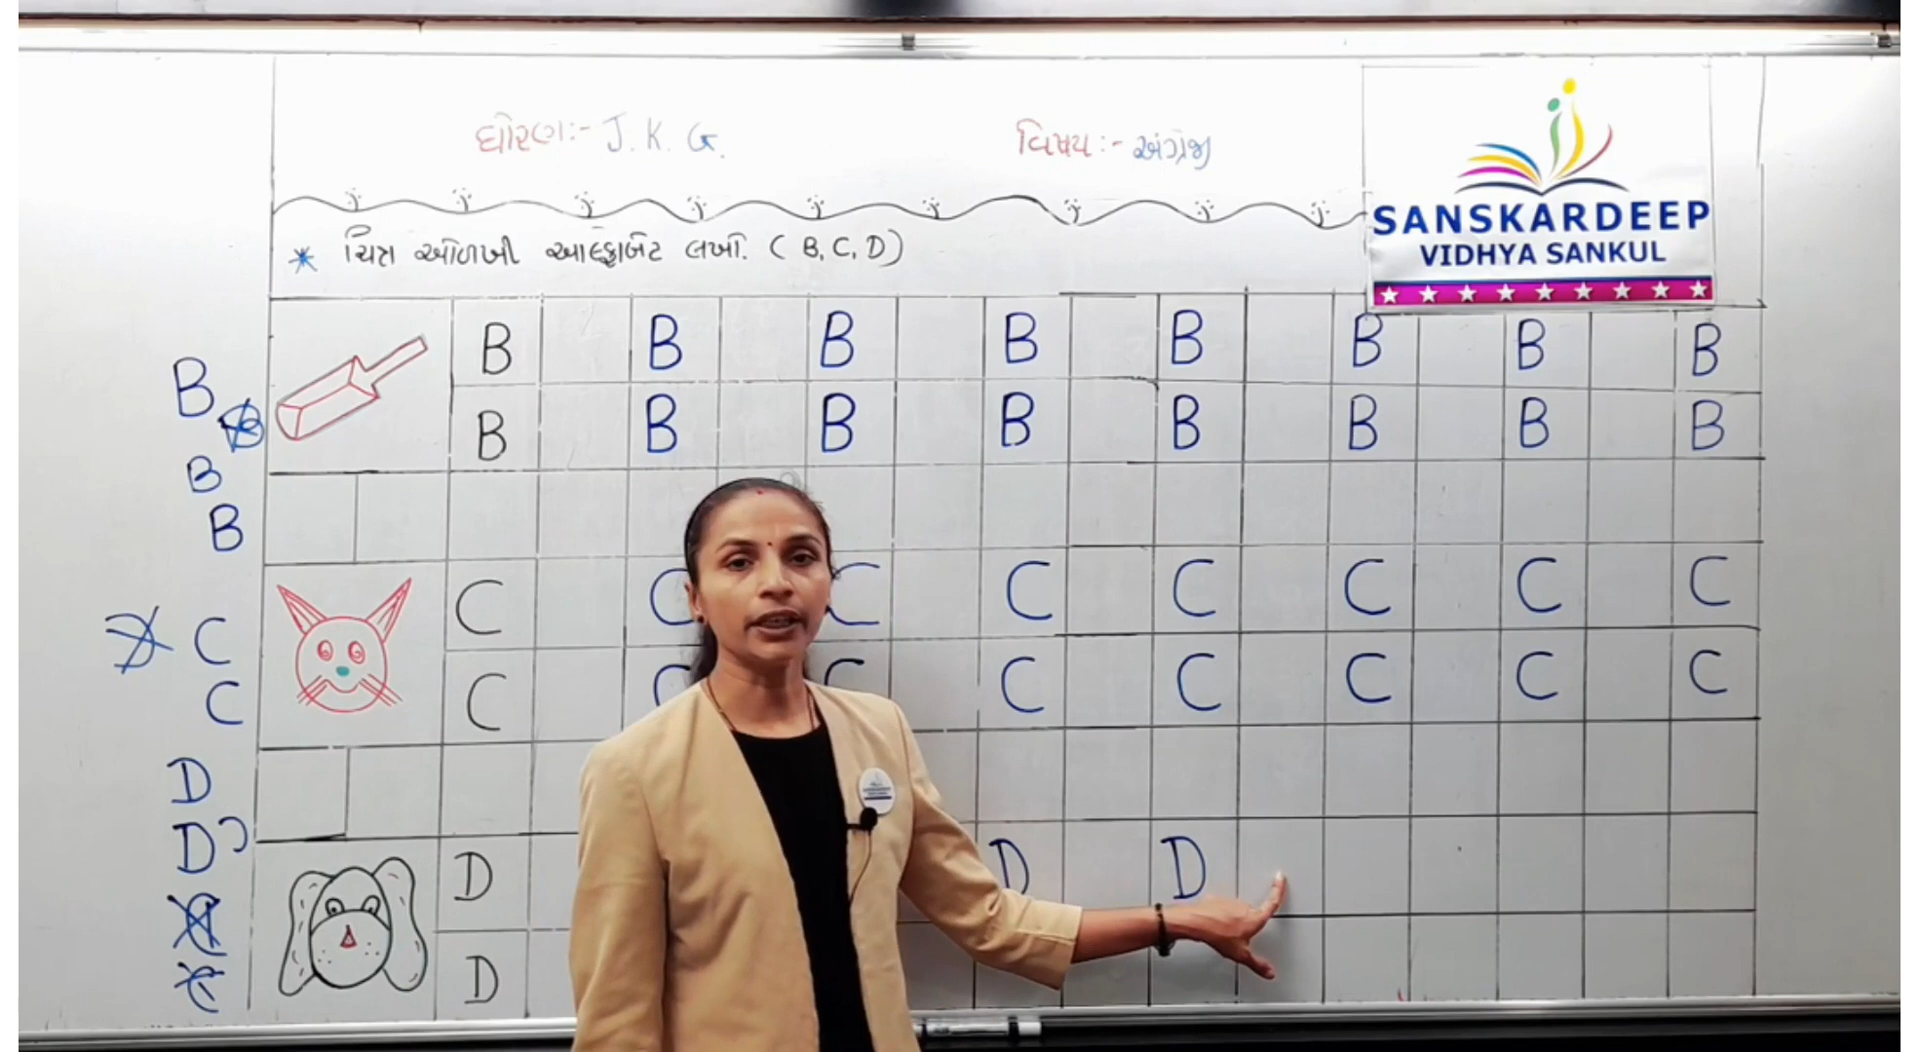 ધોરણ:- J. K. G.
વિષય:- અંગ્રેજી
SANSKARDEEP
VIDHYA SANKUL
* ચિત્ર ઓળખી આલ્ફાબેટ લખો. ( B, C, D )
B B B B B B B B
B B B B B B B B
B
B
B
C C C C C C C C
C C C C C C C C
C
C
D
D
D D D
D